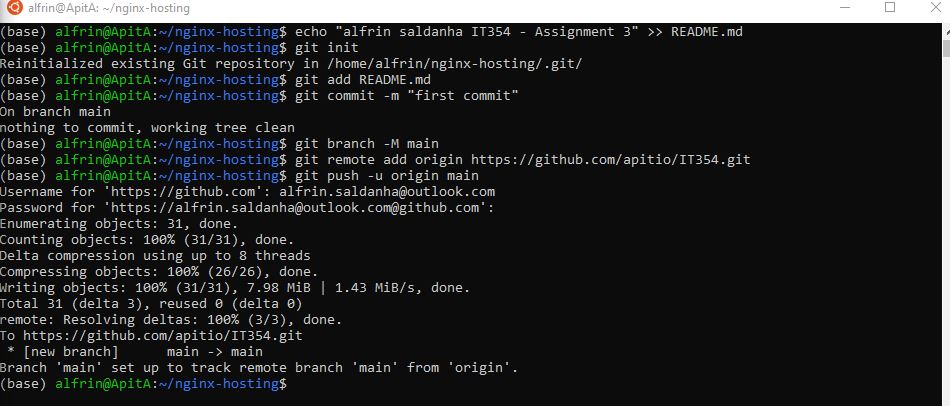 alfrin@ApitA: ~/nginx-hosting
(base) alfrin@ApitA:~/nginx-hosting$ echo "alfrin saldanha IT354 - Assignment 3" >> README.md
(base) alfrin@ApitA:~/nginx-hosting$ git init
Reinitialized existing Git repository in /home/alfrin/nginx-hosting/.git/
(base) alfrin@ApitA:~/nginx-hosting$ git add README.md
(base) alfrin@ApitA:~/nginx-hosting$ git commit -m "first commit"
On branch main
nothing to commit, working tree clean
(base) alfrin@ApitA:~/nginx-hosting$ git branch -M main
(base) alfrin@ApitA:~/nginx-hosting$ git remote add origin https://github.com/apitio/IT354.git
(base) alfrin@ApitA:~/nginx-hosting$ git push -u origin main
Username for 'https://github.com': alfrin.saldanha@outlook.com
Password for 'https://alfrin.saldanha@outlook.com@github.com':
Enumerating objects: 31, done.
Counting objects: 100% (31/31), done.
Delta compression using up to 8 threads
Compressing objects: 100% (26/26), done.
Writing objects: 100% (31/31), 7.98 MiB | 1.43 MiB/s, done.
Total 31 (delta 3), reused 0 (delta 0)
remote: Resolving deltas: 100% (3/3), done.
To https://github.com/apitio/IT354.git
 * [new branch]      main -> main
Branch 'main' set up to track remote branch 'main' from 'origin'.
(base) alfrin@ApitA:~/nginx-hosting$